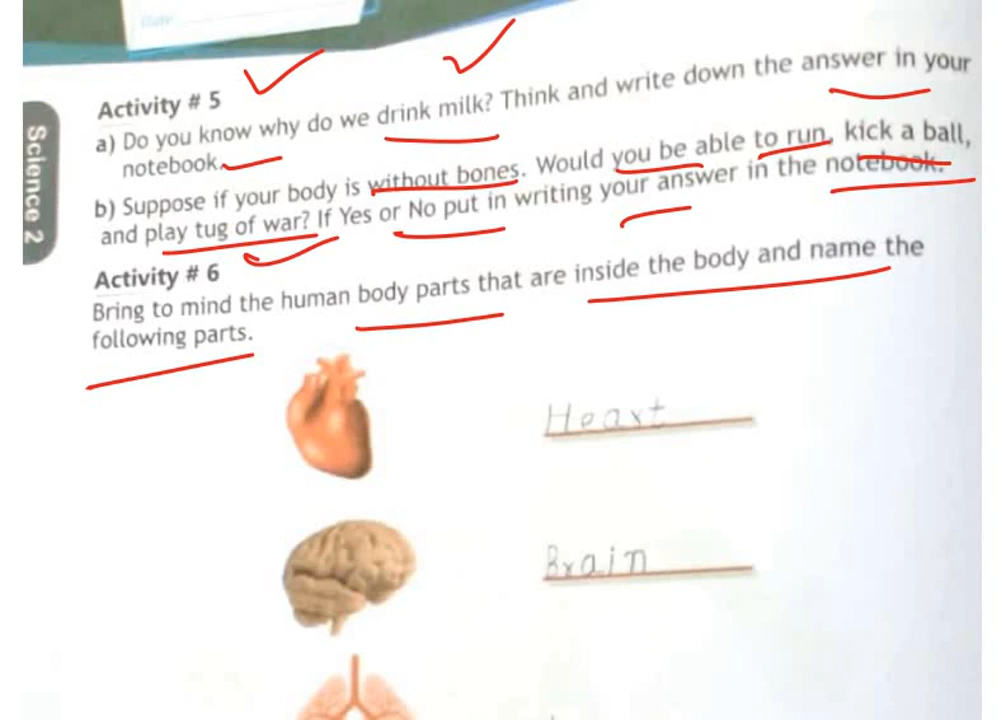 Date
Science 2
Activity # 5
a) Do you know why do we drink milk? Think and write down the answer in your
notebook.
b) Suppose if your body is without bones. Would you be able to run, kick a ball,
and play tug of war? If Yes or No put in writing your answer in the notebook.
Activity # 6
Bring to mind the human body parts that are inside the body and name the
following parts.
Heart
Brain